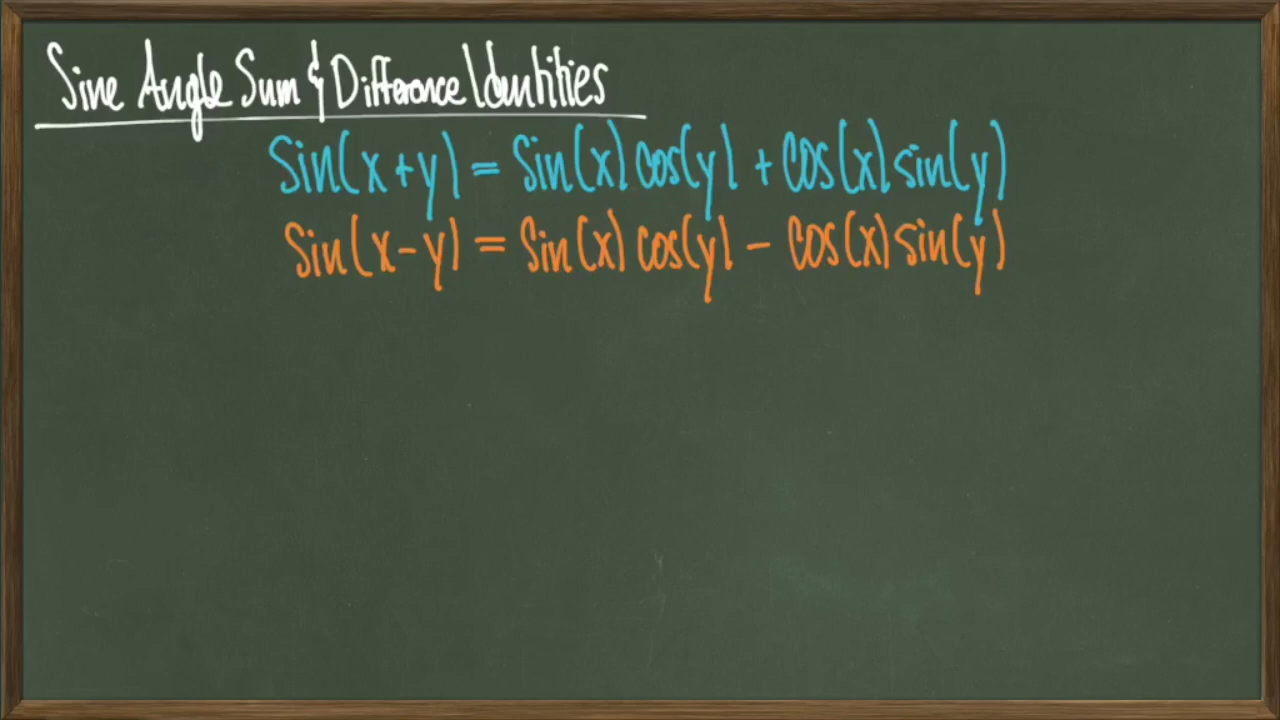 Sine Angle Sum & Difference Identities
Sin(x+y) = Sin(x) cos(y) + cos(x) sin(y)
Sin(x-y) = Sin(x) cos(y) - cos(x) sin(y)